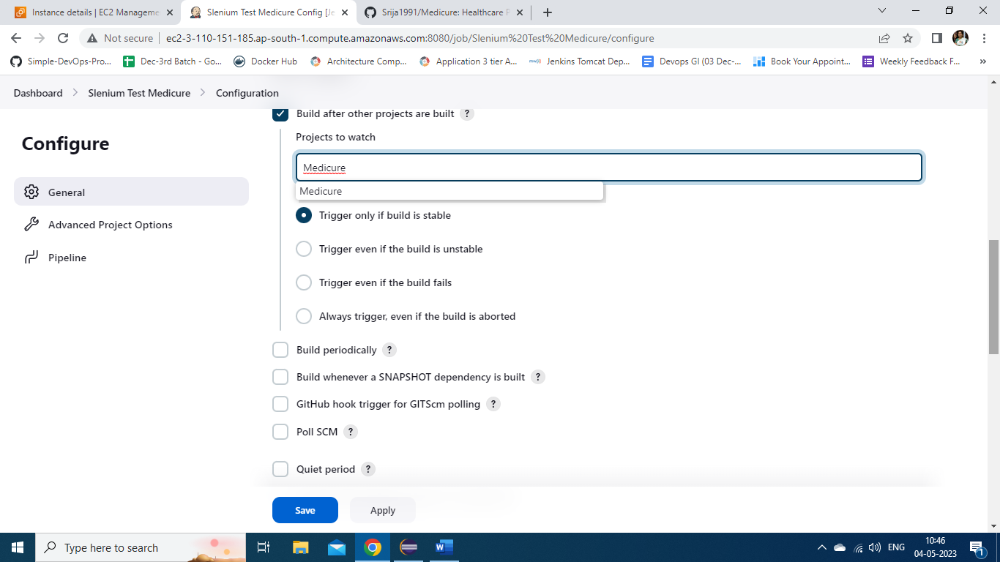 Instance details | EC2 Manageme
Slenium Test Medicure Config [Je
Srija1991/Medicure: Healthcare P
Not secure
ec2-3-110-151-185.ap-south-1.compute.amazonaws.com:8080/job/Slenium%20Test%20Medicure/configure
Simple-DevOps-Pro...
Dec-3rd Batch - Go...
Docker Hub
Architecture Comp...
Application 3 tier A...
Jenkins Tomcat Dep...
Devops GI (03 Dec-...
Book Your Appoint...
Weekly Feedback F...
»
Dashboard > Slenium Test Medicure > Configuration
Configure
General
Advanced Project Options
Pipeline
Build after other projects are built ?
Projects to watch
Medicure
Medicure
Trigger only if build is stable
Trigger even if the build is unstable
Trigger even if the build fails
Always trigger, even if the build is aborted
Build periodically ?
Build whenever a SNAPSHOT dependency is built ?
GitHub hook trigger for GITScm polling ?
Poll SCM ?
Quiet period ?
Save
Apply
Type here to search
ENG
10:46
04-05-2023
1